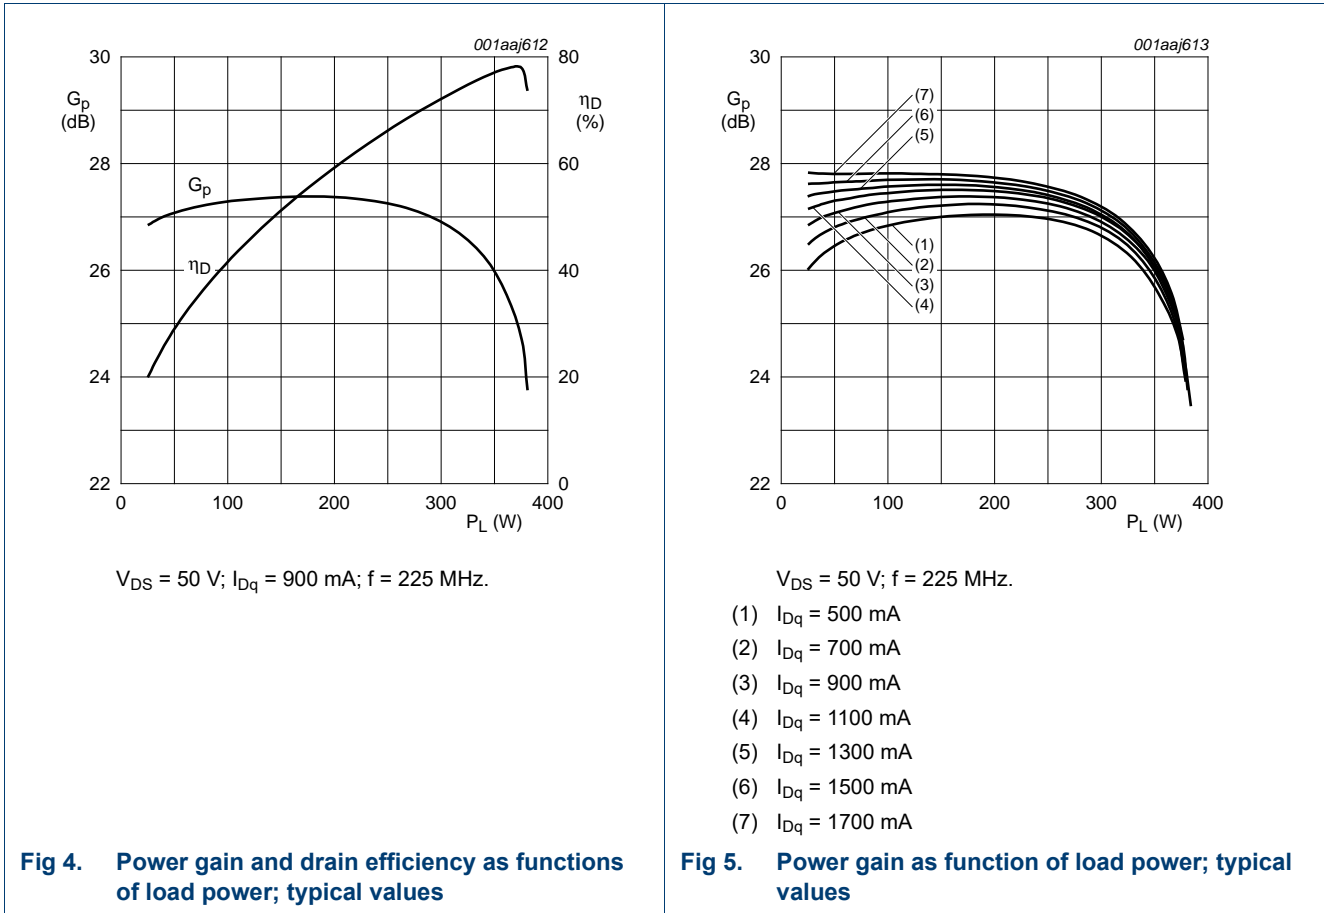 001aaj612
30
80
Gp
(dB)
ηD
(%)
28
60
Gp
26
40
ηD
24
20
22
0
0 100 200 300 400
PL (W)
VDS = 50 V; IDq = 900 mA; f = 225 MHz.
Fig 4. Power gain and drain efficiency as functions
of load power; typical values
001aaj613
30
Gp
(dB)
(7)
(6)
(5)
28
26
(1)
(2)
(3)
(4)
24
22
0 100 200 300 400
PL (W)
VDS = 50 V; f = 225 MHz.
(1) IDq = 500 mA
(2) IDq = 700 mA
(3) IDq = 900 mA
(4) IDq = 1100 mA
(5) IDq = 1300 mA
(6) IDq = 1500 mA
(7) IDq = 1700 mA
Fig 5. Power gain as function of load power; typical
values